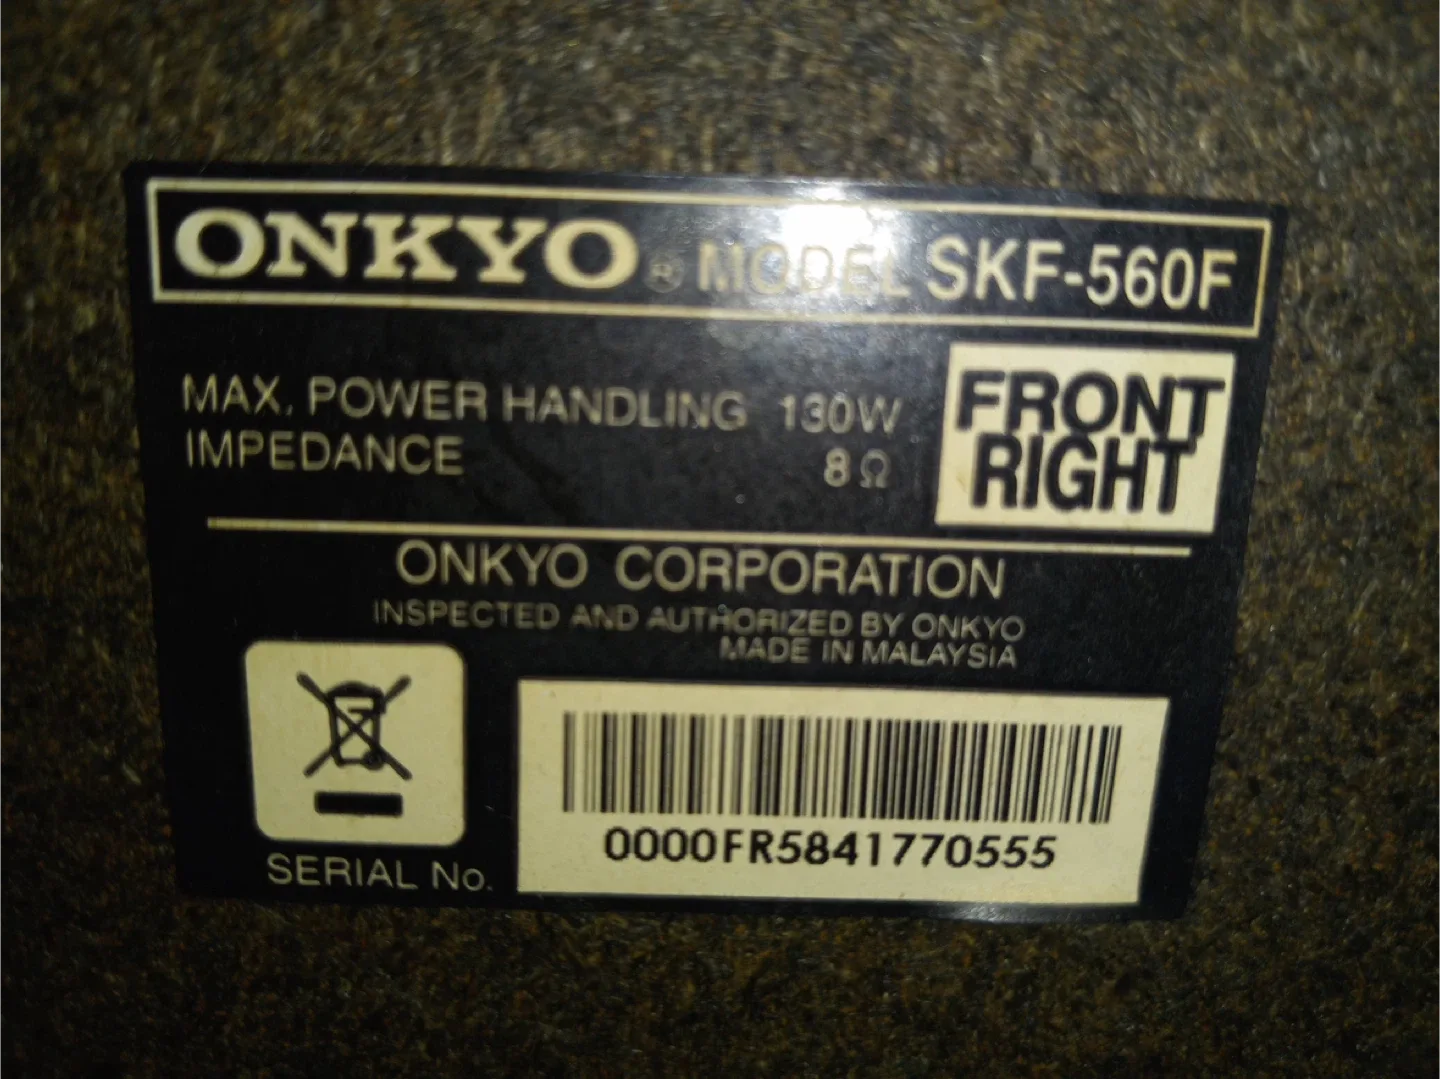 ONKYO® MODEL SKF-560F
MAX. POWER HANDLING 130W
IMPEDANCE 8Ω
FRONT
RIGHT
ONKYO CORPORATION
INSPECTED AND AUTHORIZED BY ONKYO
MADE IN MALAYSIA
SERIAL No.
0000FR5841770555